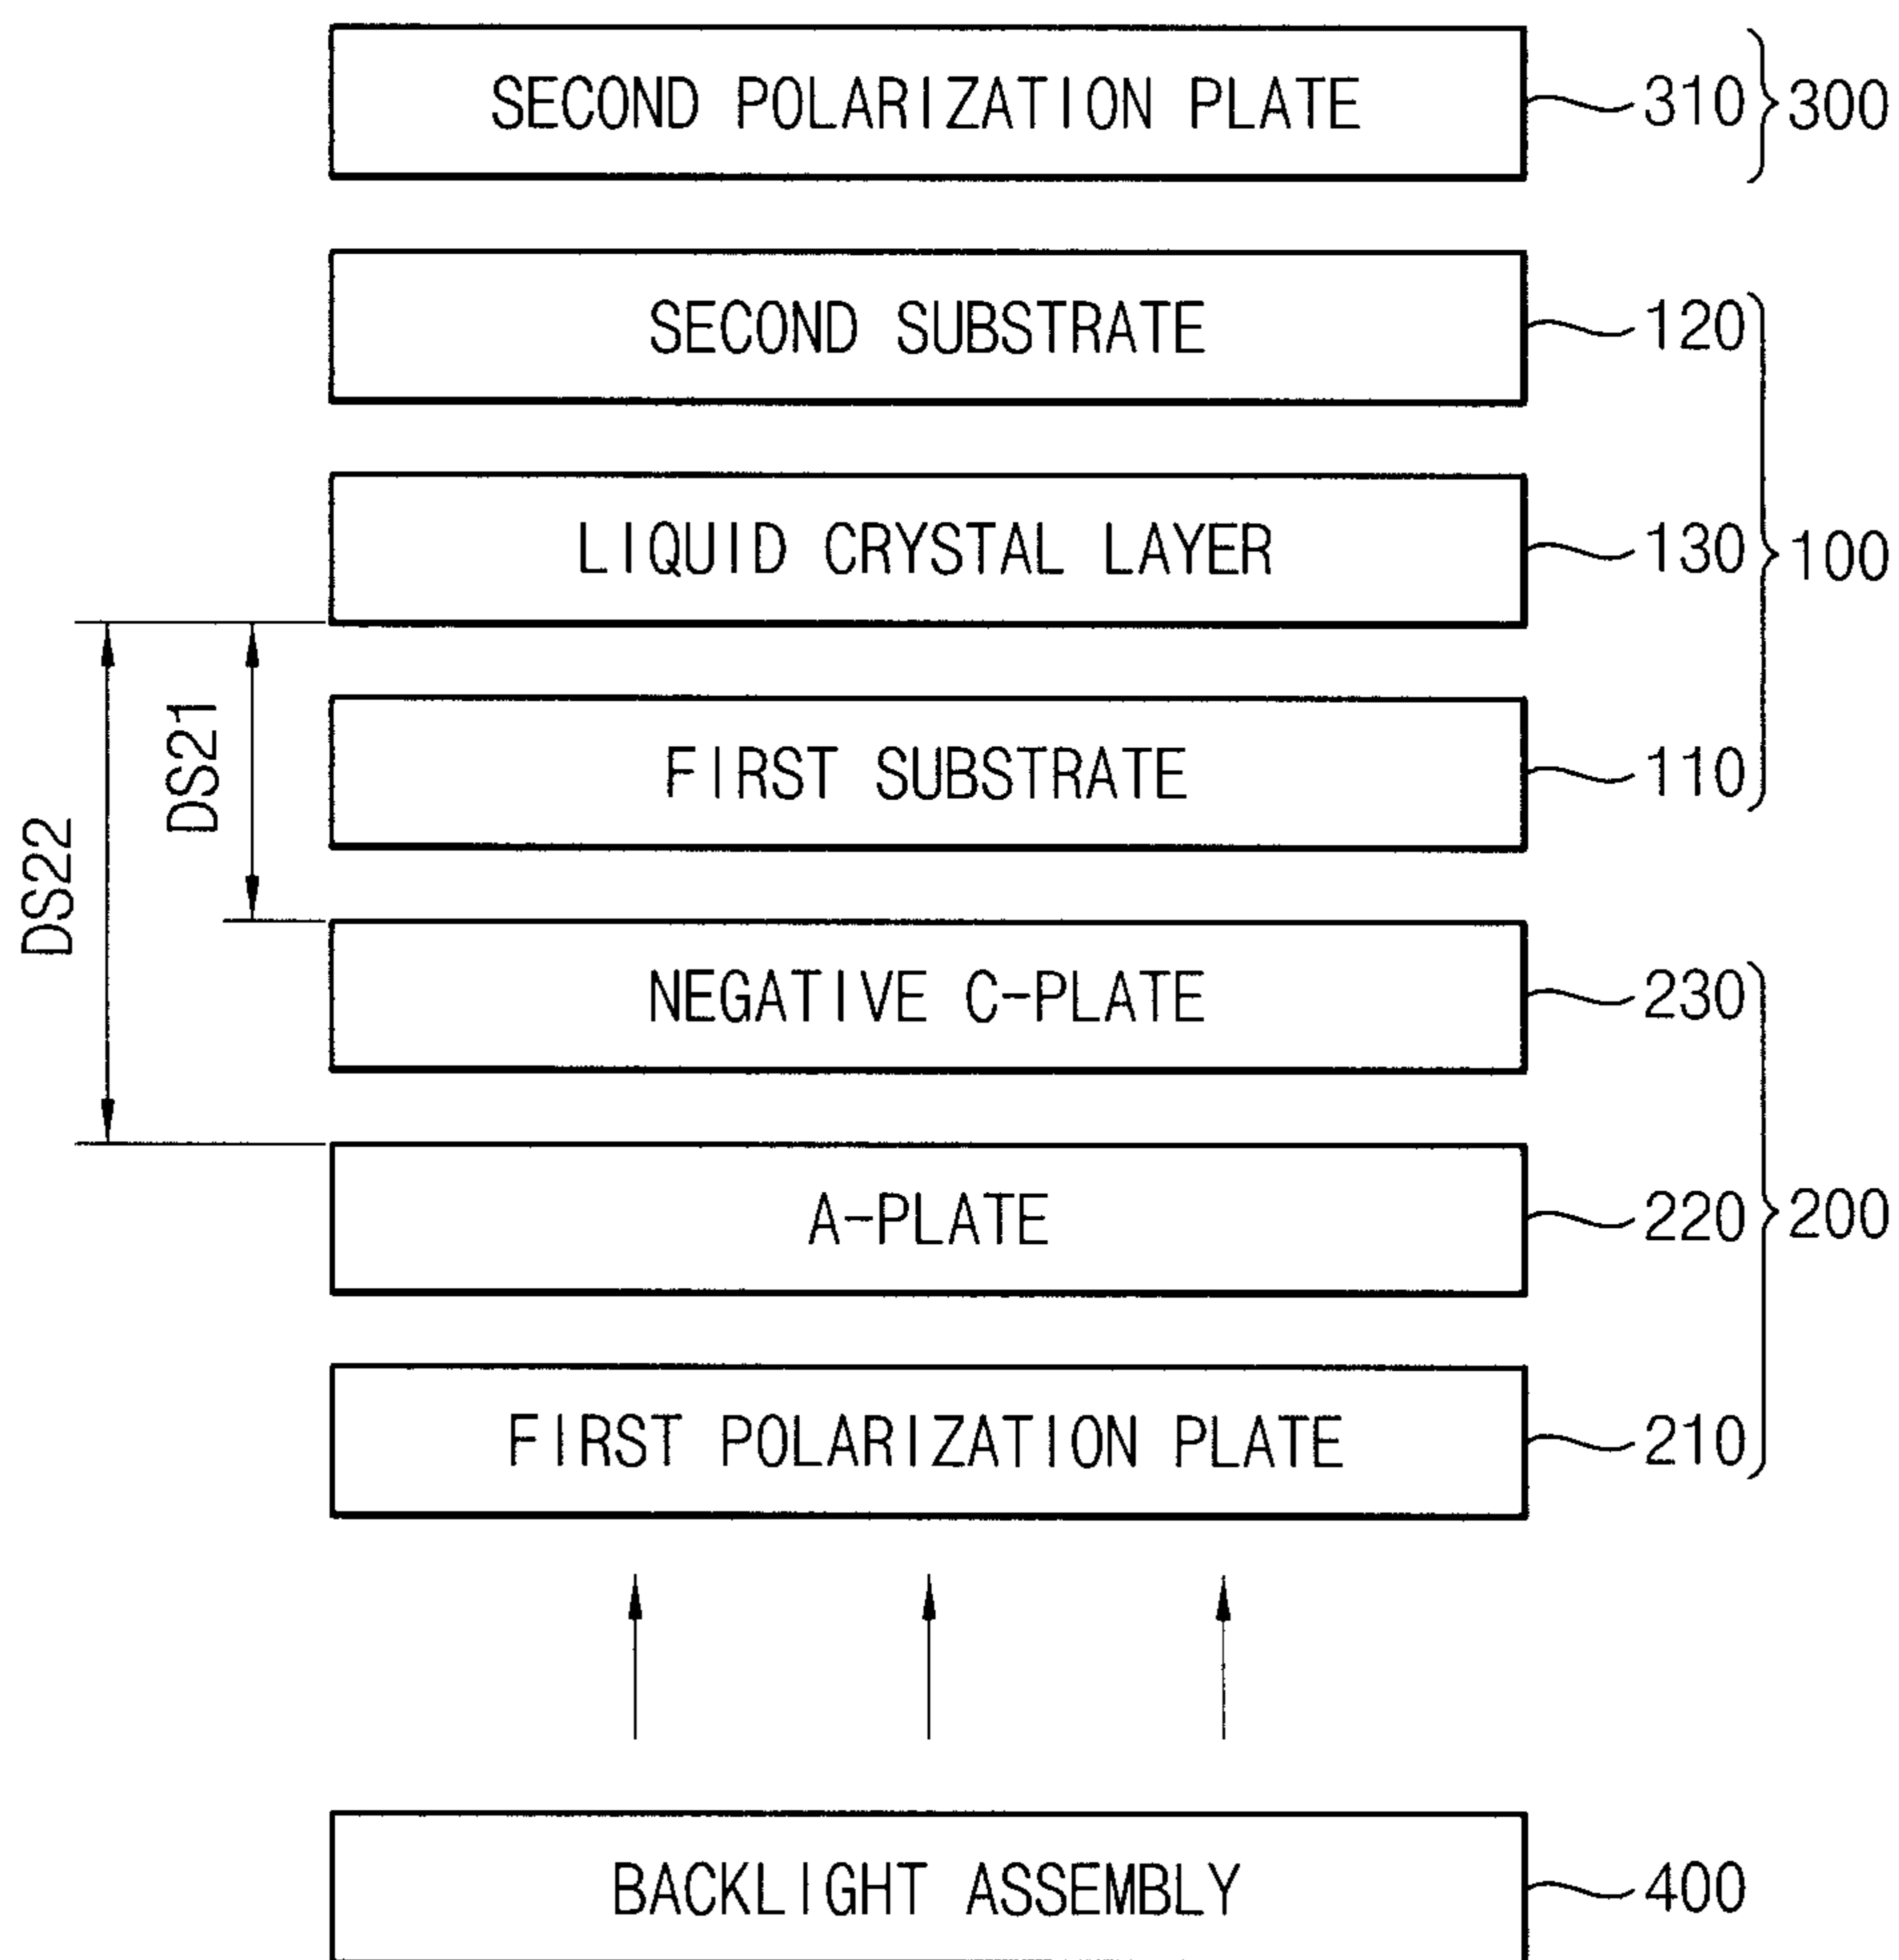 SECOND POLARIZATION PLATE 310 300
SECOND SUBSTRATE 120
LIQUID CRYSTAL LAYER 130 100
DS21
FIRST SUBSTRATE 110
DS22
NEGATIVE C-PLATE 230
A-PLATE 220 200
FIRST POLARIZATION PLATE 210
BACKLIGHT ASSEMBLY 400